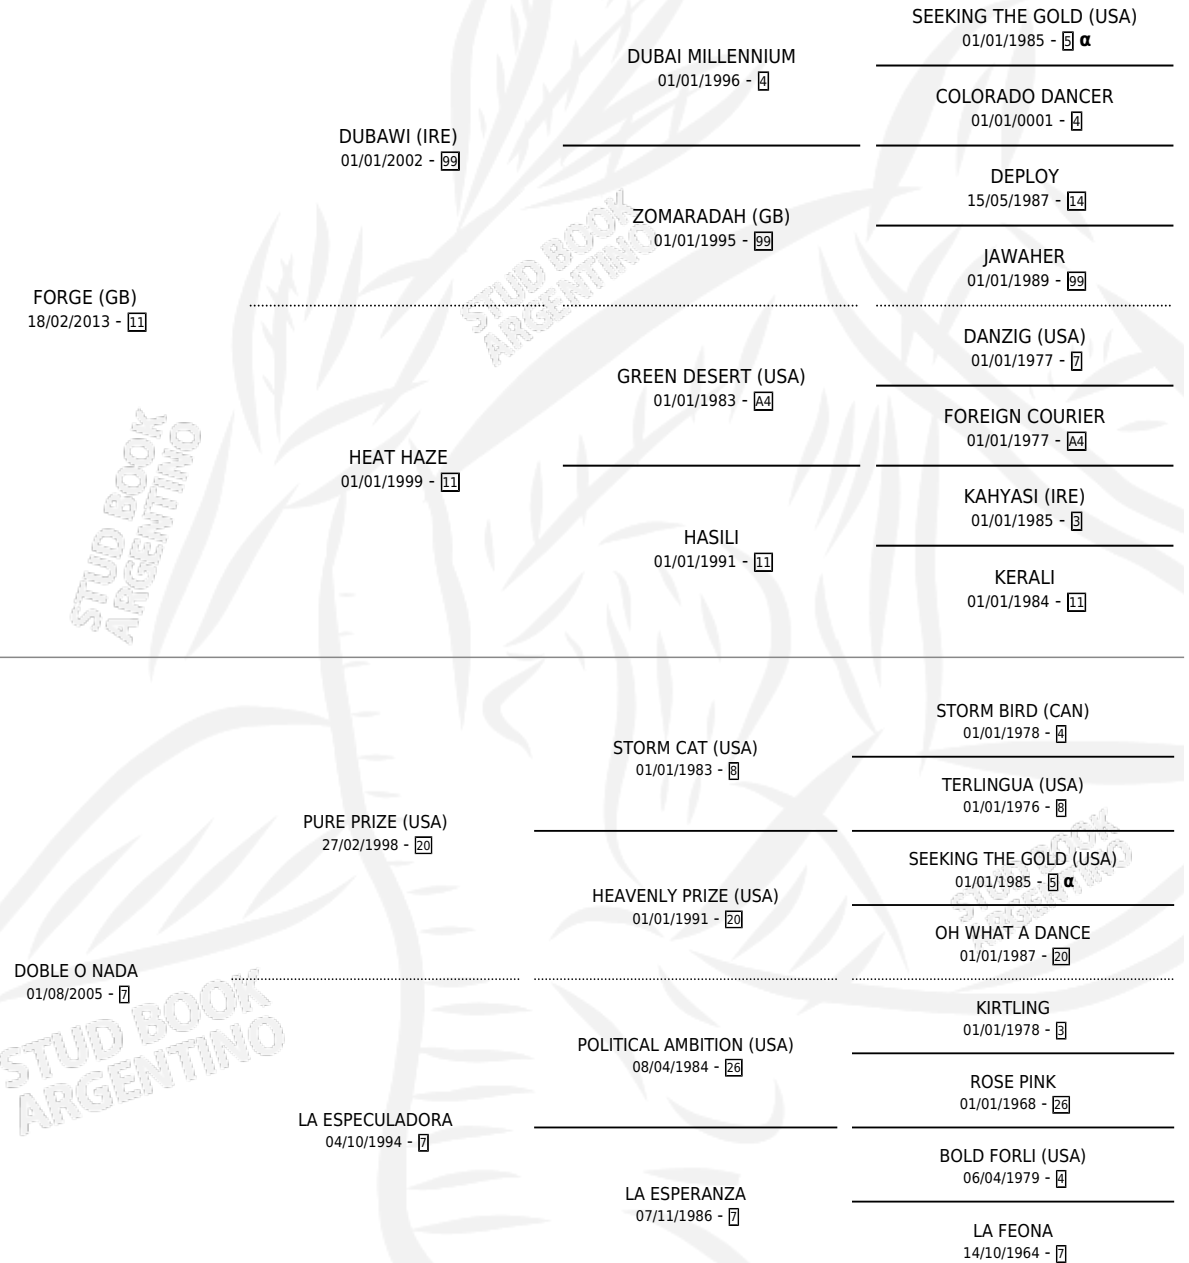 SEEKING THE GOLD (USA)
01/01/1985 - 5 α
DUBAI MILLENNIUM
01/01/1996 - 4
COLORADO DANCER
01/01/0001 - 4
DUBAWI (IRE)
01/01/2002 - 99
DEPLOY
15/05/1987 - 14
ZOMARADAH (GB)
01/01/1995 - 99
JAWAHER
01/01/1989 - 99
FORGE (GB)
18/02/2013 - 11
DANZIG (USA)
01/01/1977 - 7
GREEN DESERT (USA)
01/01/1983 - A4
FOREIGN COURIER
01/01/1977 - A4
HEAT HAZE
01/01/1999 - 11
KAHYASI (IRE)
01/01/1985 - 3
HASILI
01/01/1991 - 11
KERALI
01/01/1984 - 11
STORM BIRD (CAN)
01/01/1978 - 4
STORM CAT (USA)
01/01/1983 - 8
TERLINGUA (USA)
01/01/1976 - 8
PURE PRIZE (USA)
27/02/1998 - 20
SEEKING THE GOLD (USA)
01/01/1985 - 5 α
HEAVENLY PRIZE (USA)
01/01/1991 - 20
OH WHAT A DANCE
01/01/1987 - 20
DOBLE O NADA
01/08/2005 - 7
KIRTLING
01/01/1978 - 3
POLITICAL AMBITION (USA)
08/04/1984 - 26
ROSE PINK
01/01/1968 - 26
LA ESPECULADORA
04/10/1994 - 7
BOLD FORLI (USA)
06/04/1979 - 4
LA ESPERANZA
07/11/1986 - 7
LA FEONA
14/10/1964 - 7
STUD BOOK
ARGENTINO
STUD BOOK
ARGENTINO
STUD BOOK
ARGENTINO
STUD BOOK
ARGENTINO